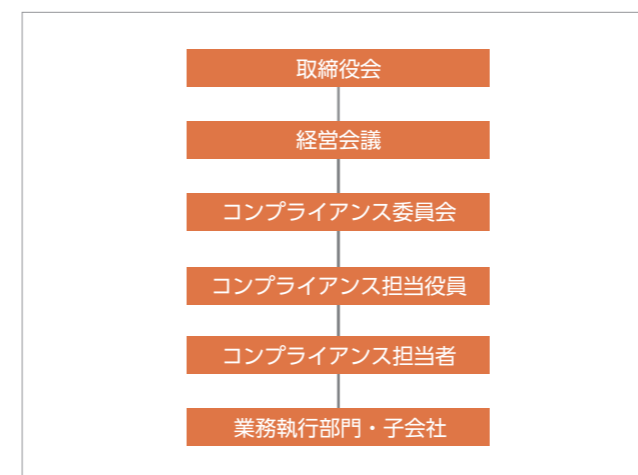 取締役会
経営会議
コンプライアンス委員会
コンプライアンス担当役員
コンプライアンス担当者
業務執行部門・子会社